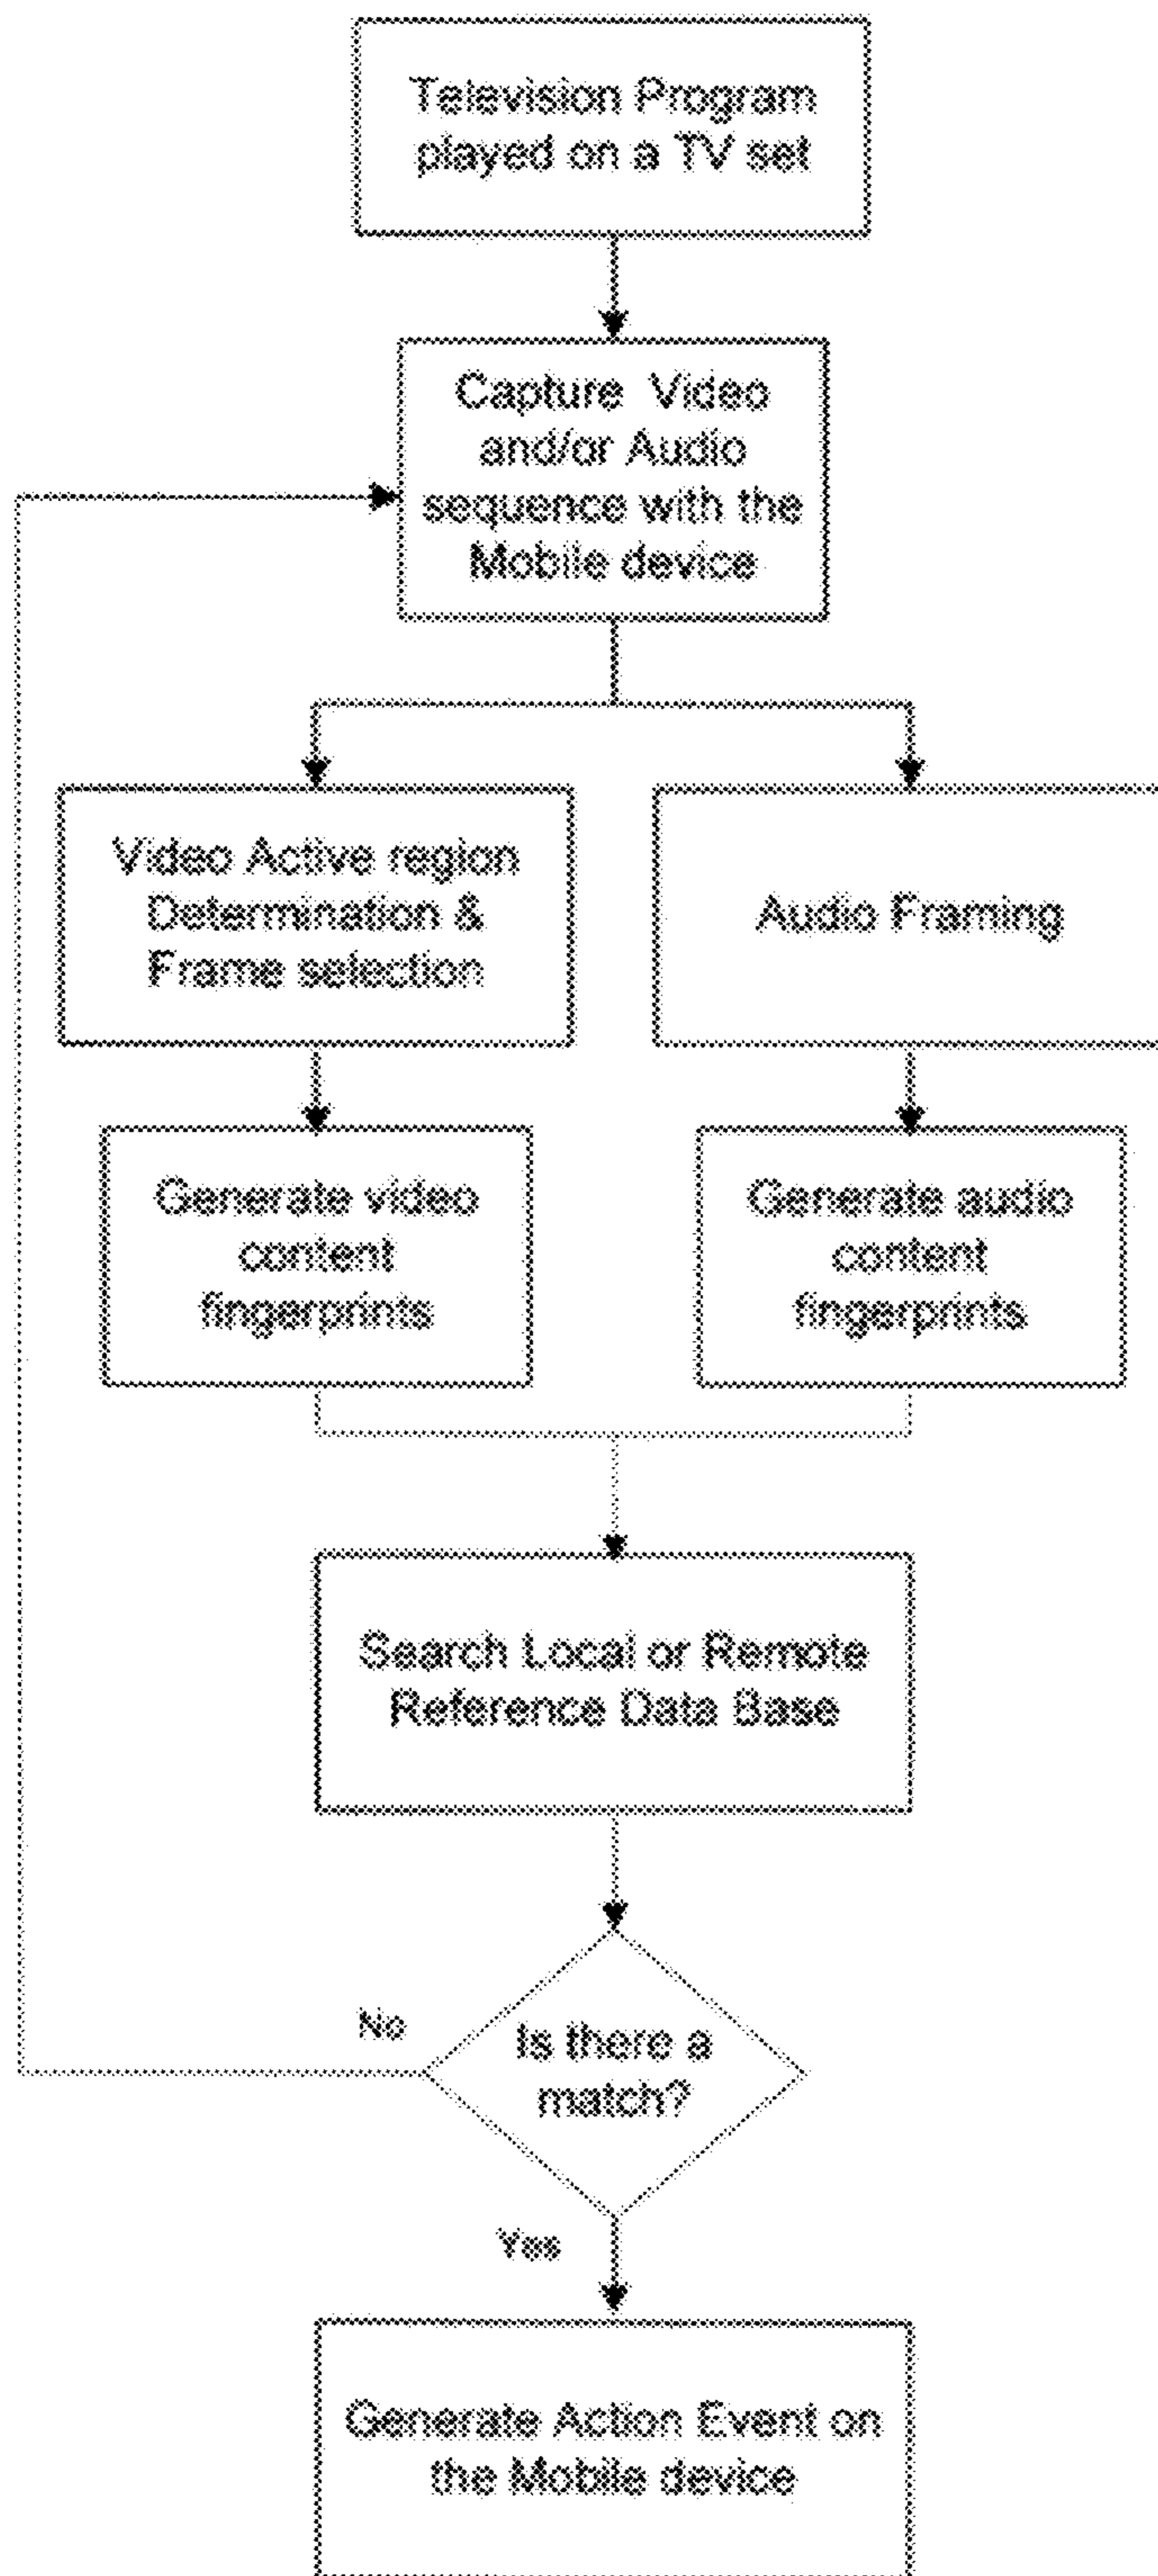 Television Program
played on a TV set
Capture Video
and/or Audio
sequence with the
Mobile device
Video Active region
Determination &
Frame selection
Audio Framing
Generate video
content
fingerprints
Generate audio
content
fingerprints
Search Local or Remote
Reference Data Base
No
Is there a
match?
Yes
Generate Action Event on
the Mobile device